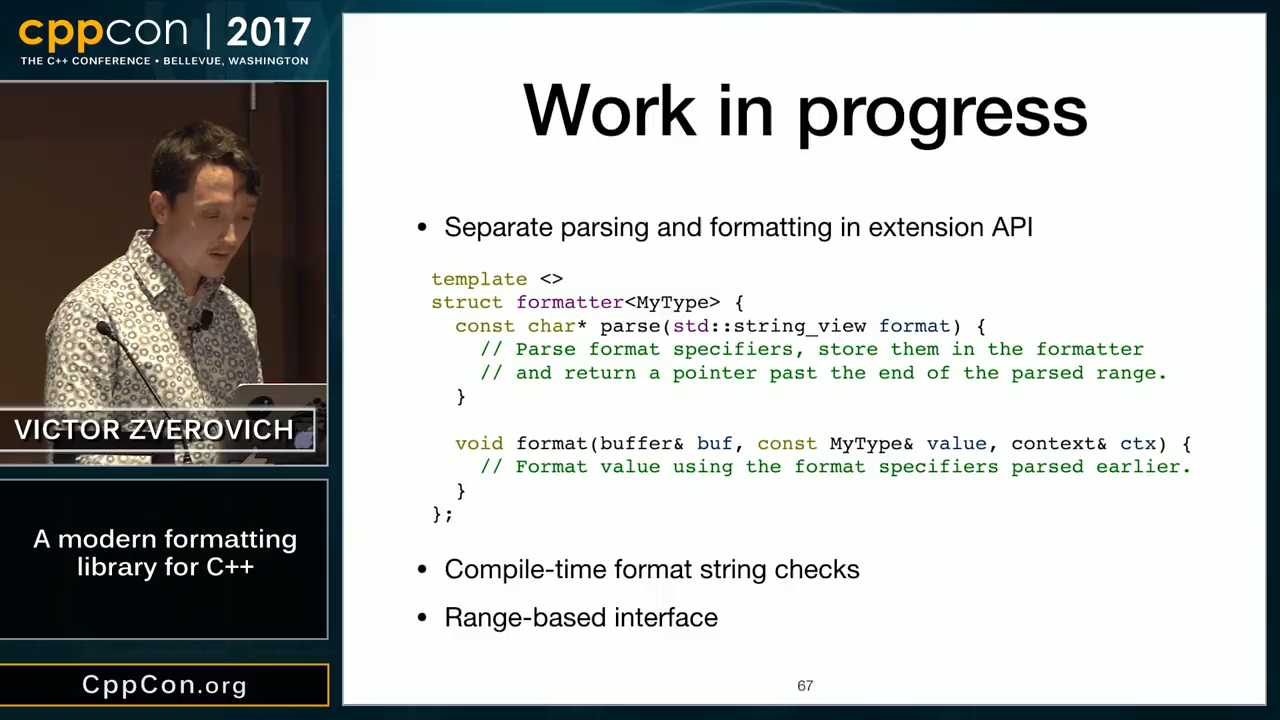 cppcon | 2017
THE C++ CONFERENCE • BELLEVUE, WASHINGTON
VICTOR ZVEROVICH
A modern formatting
library for C++
CppCon.org
Work in progress
• Separate parsing and formatting in extension API
template <>
struct formatter<MyType> {
  const char* parse(std::string_view format) {
    // Parse format specifiers, store them in the formatter
    // and return a pointer past the end of the parsed range.
  }
  void format(buffer& buf, const MyType& value, context& ctx) {
    // Format value using the format specifiers parsed earlier.
  }
};
• Compile-time format string checks
• Range-based interface
67